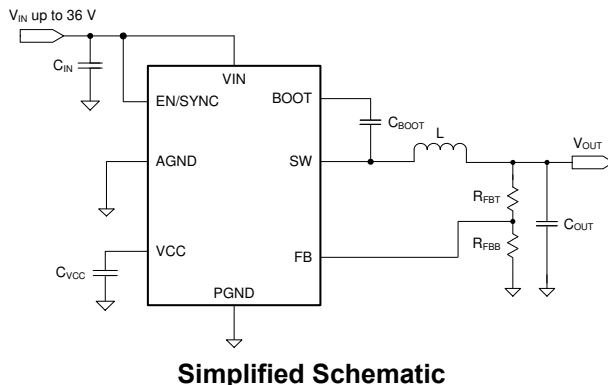 VIN up to 36 V
CIN
VIN
EN/SYNC
BOOT
CBOOT
L
AGND
SW
VOUT
RFBT
COUT
VCC
CVCC
FB
RFBB
PGND
Simplified Schematic